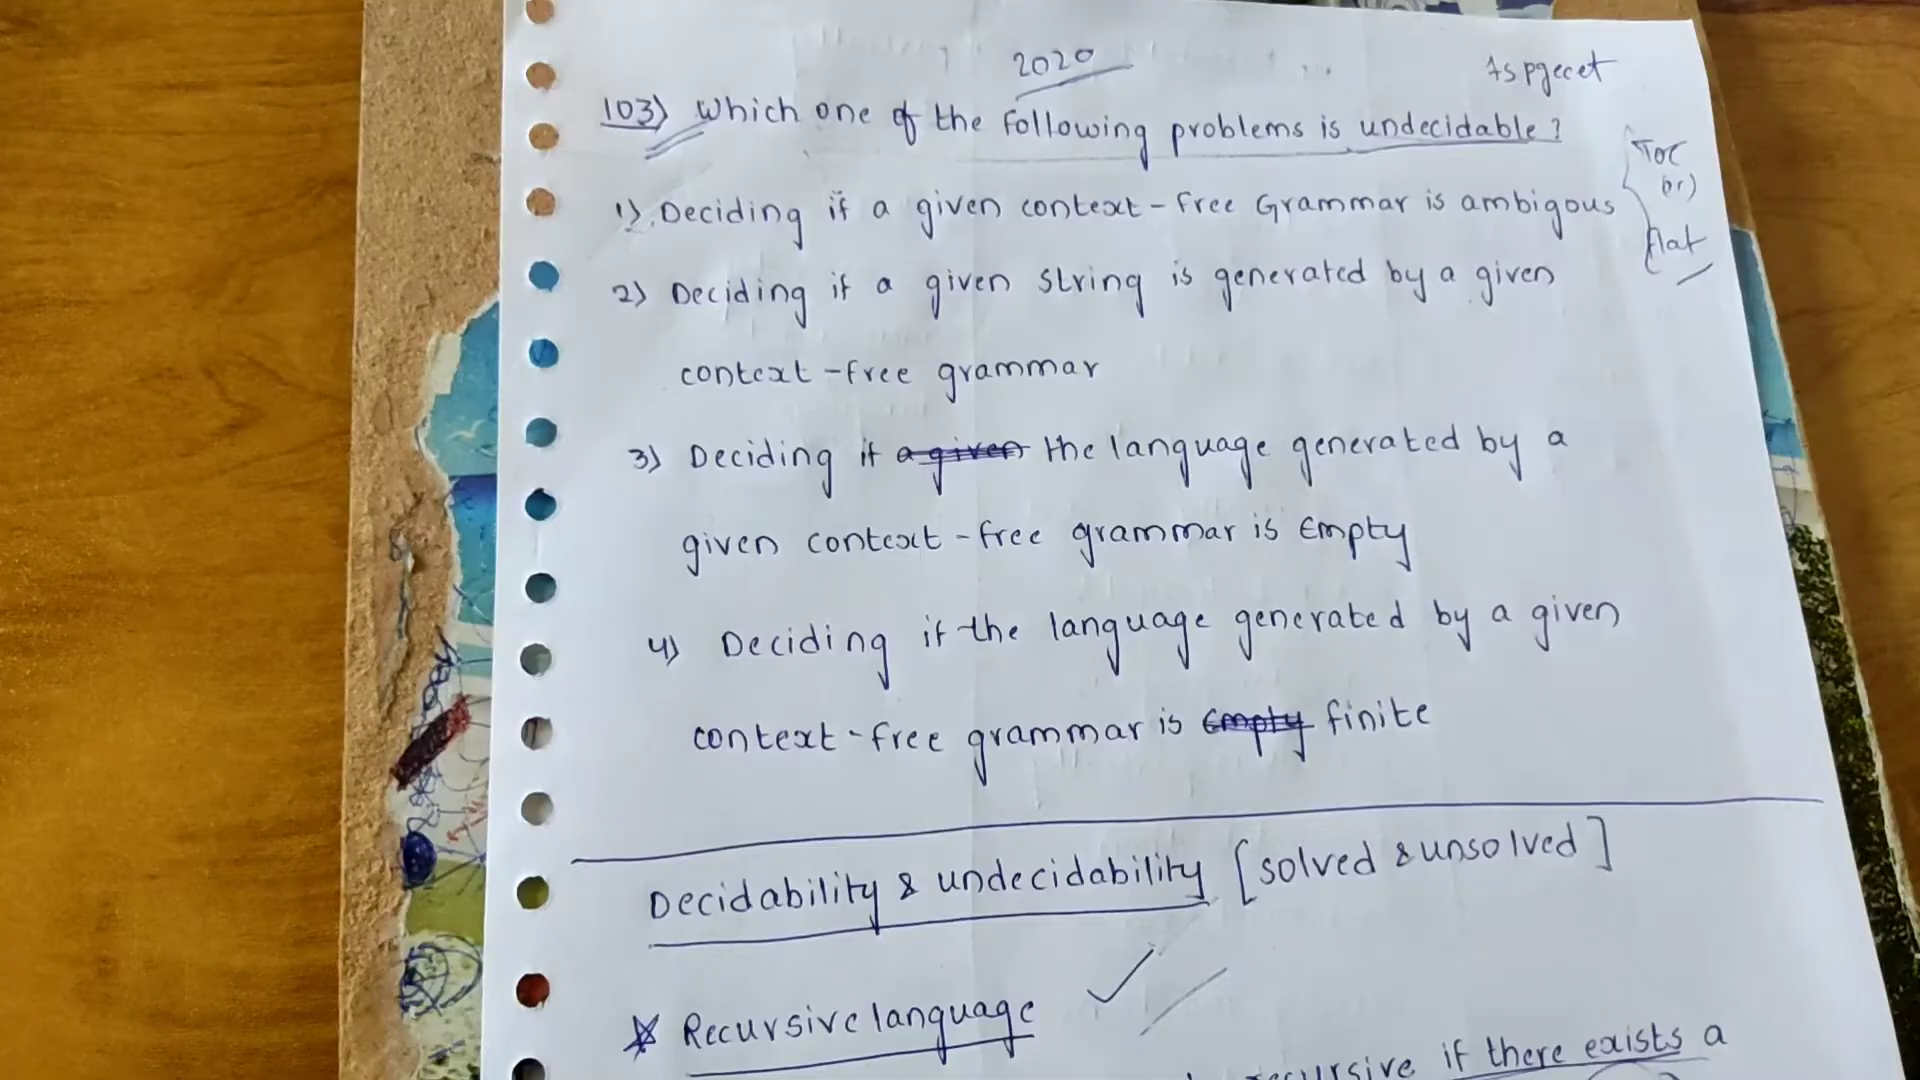 2020
TS pgecet
103) Which one of the following problems is undecidable?
TOC
(or)
flat
1) Deciding if a given context-free Grammar is ambigous
2) Deciding if a given string is generated by a given
context-free grammar
3) Deciding if a given the language generated by a
given context-free grammar is Empty
4) Deciding if the language generated by a given
context-free grammar is Empty finite
Decidability & undecidability [solved & unsolved]
* Recursive language
recursive if there exists a